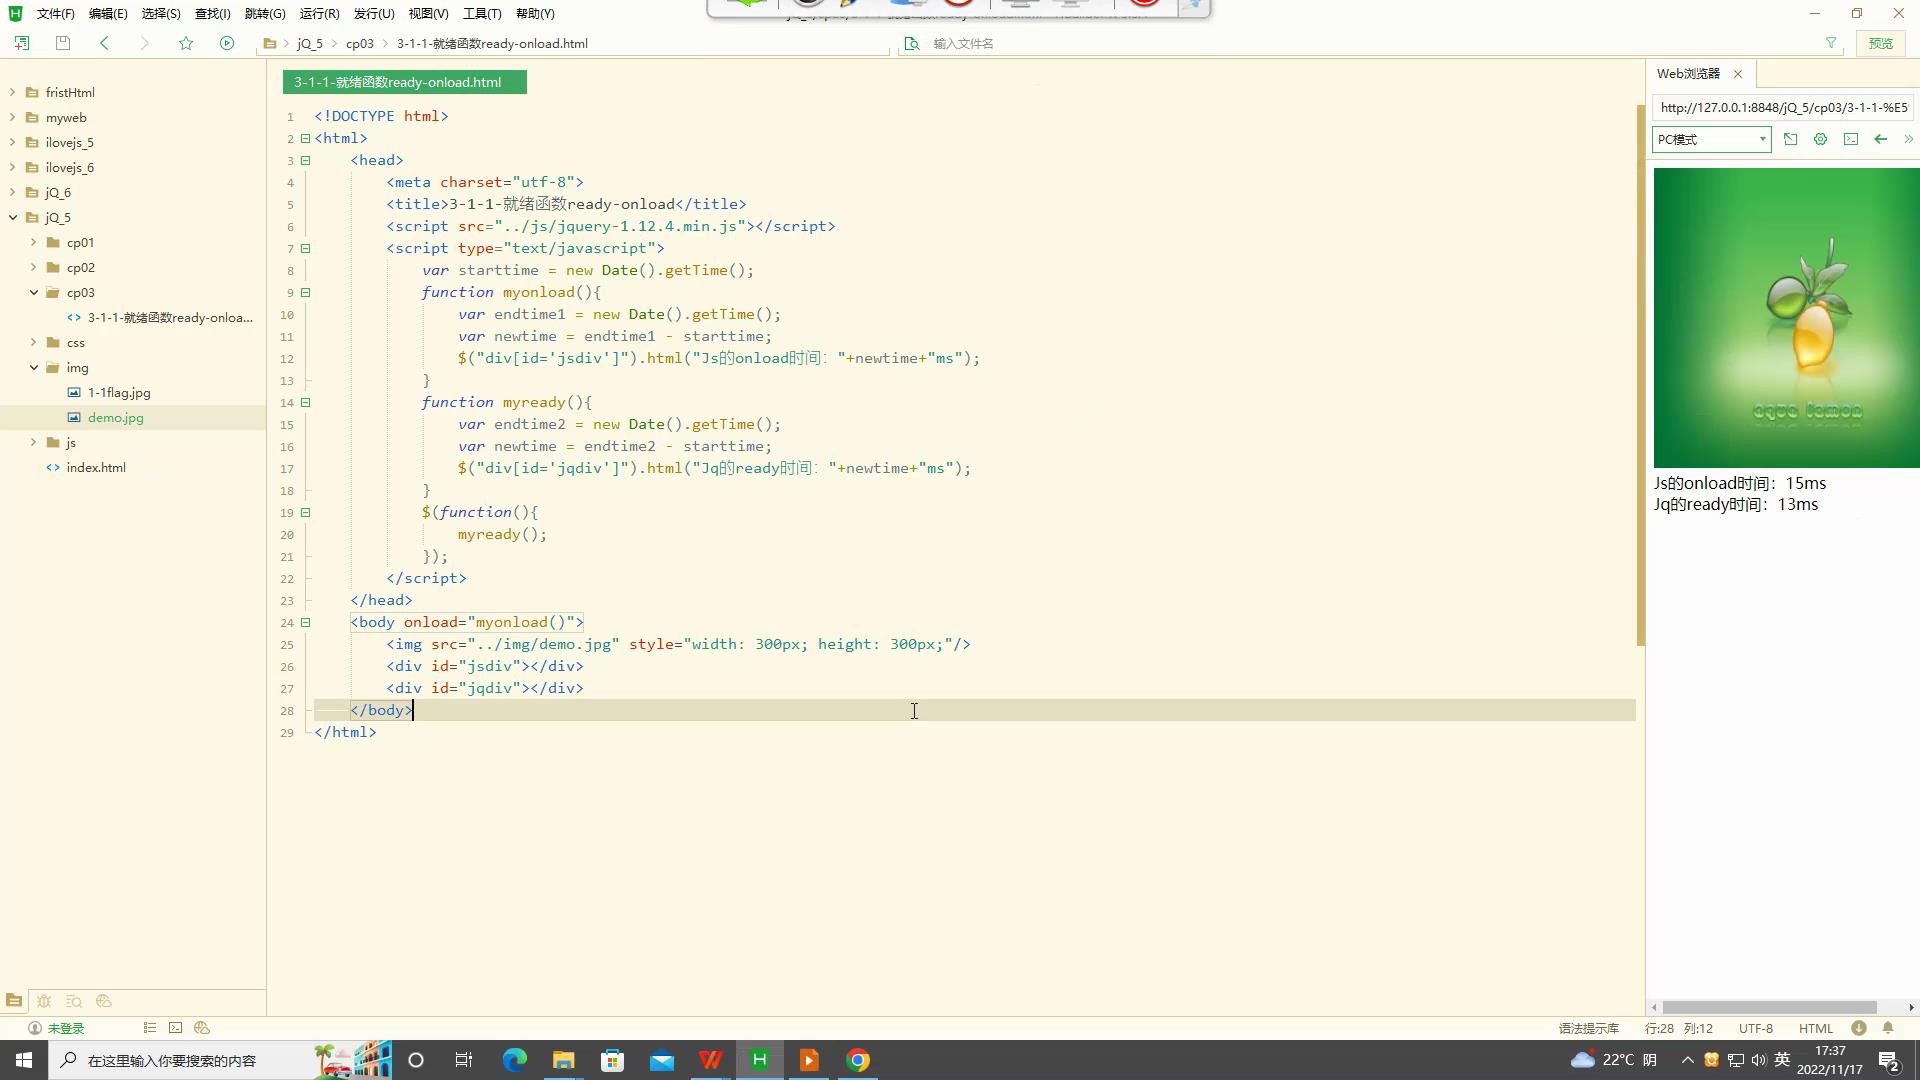 文件(F) 编辑(E) 选择(S) 查找(I) 跳转(G) 运行(R) 发行(U) 视图(V) 工具(T) 帮助(Y)
jQ_5 cp03 3-1-1-就绪函数ready-onload.html
输入文件名
预览
fristHtml
myweb
ilovejs_5
ilovejs_6
jQ_6
jQ_5
cp01
cp02
cp03
3-1-1-就绪函数ready-onloa...
css
img
1-1flag.jpg
demo.jpg
js
index.html
3-1-1-就绪函数ready-onload.html
1 <!DOCTYPE html>
2 <html>
3 <head>
4 <meta charset="utf-8">
5 <title>3-1-1-就绪函数ready-onload</title>
6 <script src="../js/jquery-1.12.4.min.js"></script>
7 <script type="text/javascript">
8 var starttime = new Date().getTime();
9 function myonload(){
10 var endtime1 = new Date().getTime();
11 var newtime = endtime1 - starttime;
12 $("div[id='jsdiv']").html("Js的onload时间："+newtime+"ms");
13 }
14 function myready(){
15 var endtime2 = new Date().getTime();
16 var newtime = endtime2 - starttime;
17 $("div[id='jqdiv']").html("Jq的ready时间："+newtime+"ms");
18 }
19 $(function(){
20 myready();
21 });
22 </script>
23 </head>
24 <body onload="myonload()">
25 <img src="../img/demo.jpg" style="width: 300px; height: 300px;"/>
26 <div id="jsdiv"></div>
27 <div id="jqdiv"></div>
28 </body>
29 </html>
Web浏览器
http://127.0.0.1:8848/jQ_5/cp03/3-1-1-%E5
PC模式
aqua lemon
Js的onload时间：15ms
Jq的ready时间：13ms
未登录
语法提示库 行:28 列:12 UTF-8 HTML
在这里输入你要搜索的内容
22°C 阴
英
17:37
2022/11/17
2